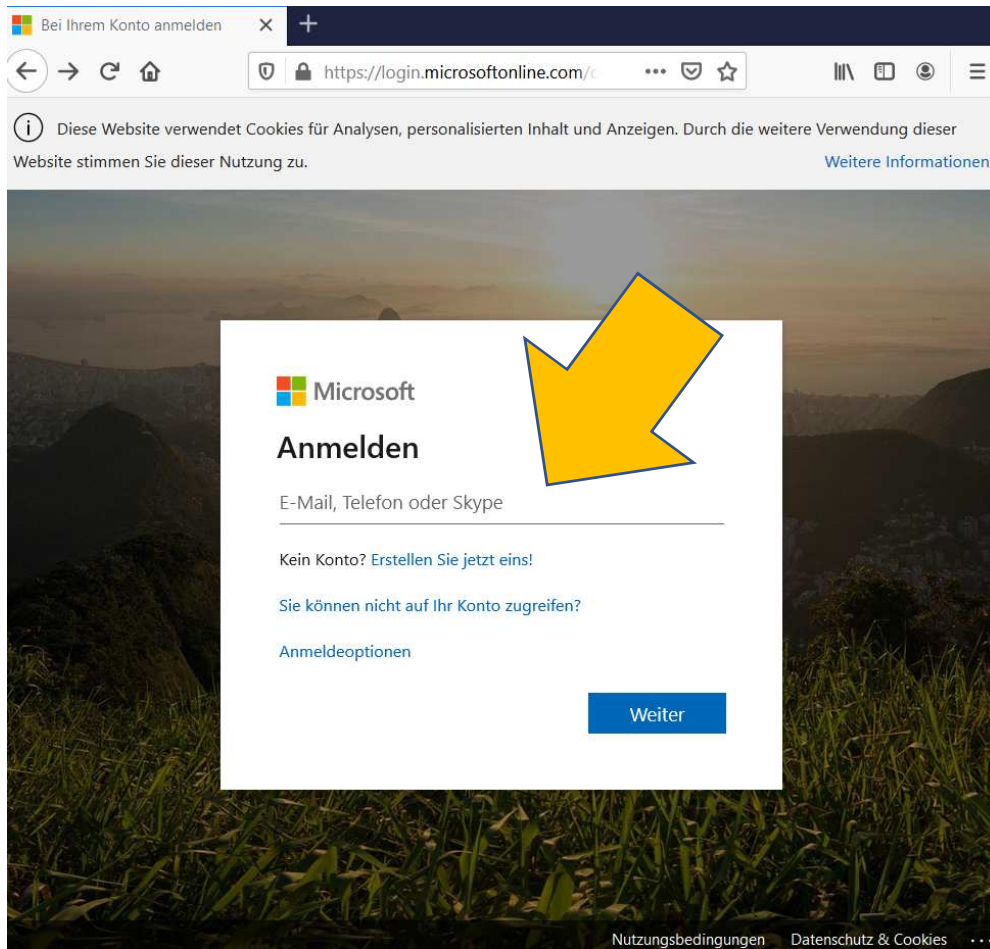 Bei Ihrem Konto anmelden
https://login.microsoftonline.com/
Diese Website verwendet Cookies für Analysen, personalisierten Inhalt und Anzeigen. Durch die weitere Verwendung dieser
Website stimmen Sie dieser Nutzung zu. Weitere Informationen
Microsoft
Anmelden
E-Mail, Telefon oder Skype
Kein Konto? Erstellen Sie jetzt eins!
Sie können nicht auf Ihr Konto zugreifen?
Anmeldeoptionen
Weiter
Nutzungsbedingungen Datenschutz & Cookies